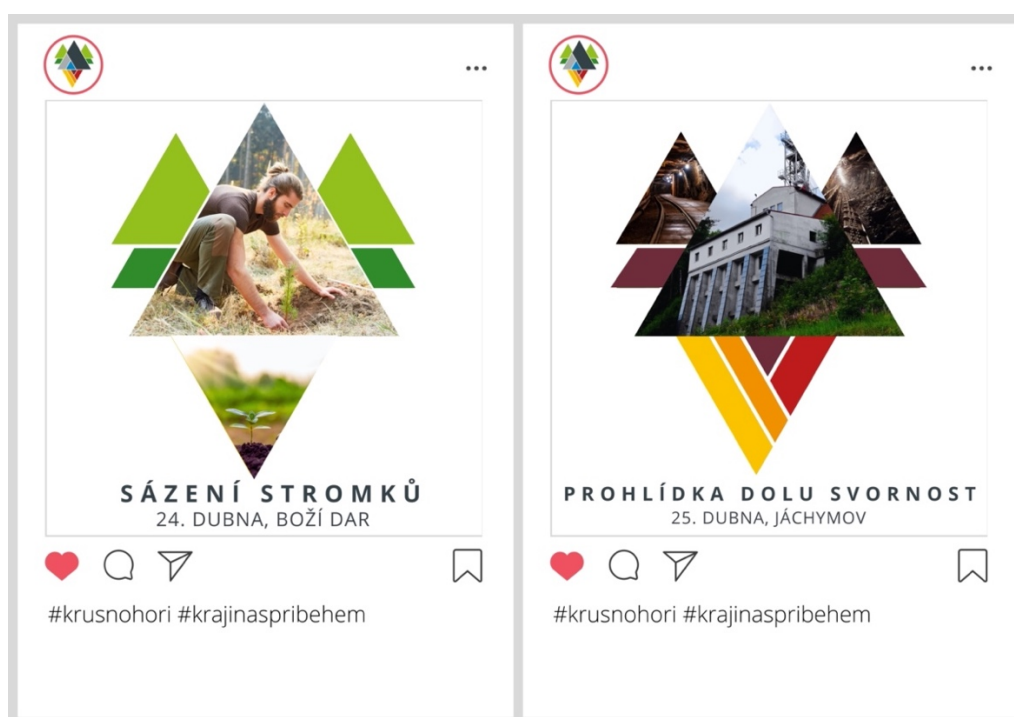 SÁZENÍ STROMKŮ
24. DUBNA, BOŽÍ DAR
#krusnohori #krajinaspribehem
PROHLÍDKA DOLU SVORNOST
25. DUBNA, JÁCHYMOV
#krusnohori #krajinaspribehem